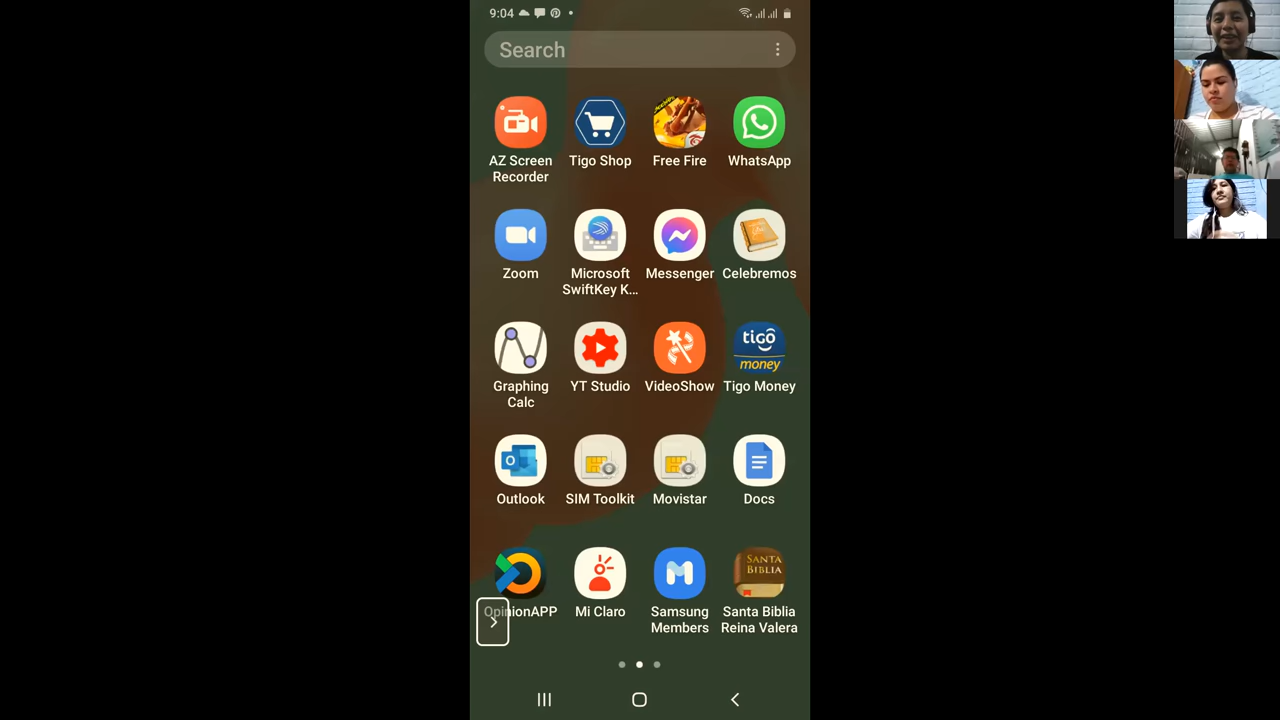 9:04
Search
AZ Screen
Recorder
Tigo Shop
Free Fire
WhatsApp
Zoom
Microsoft
SwiftKey K...
Messenger
Celebremos
Graphing
Calc
YT Studio
VideoShow
tigo
money
Tigo Money
Outlook
SIM Toolkit
Movistar
Docs
OpinionAPP
Mi Claro
Samsung
Members
SANTA
BIBLIA
Santa Biblia
Reina Valera